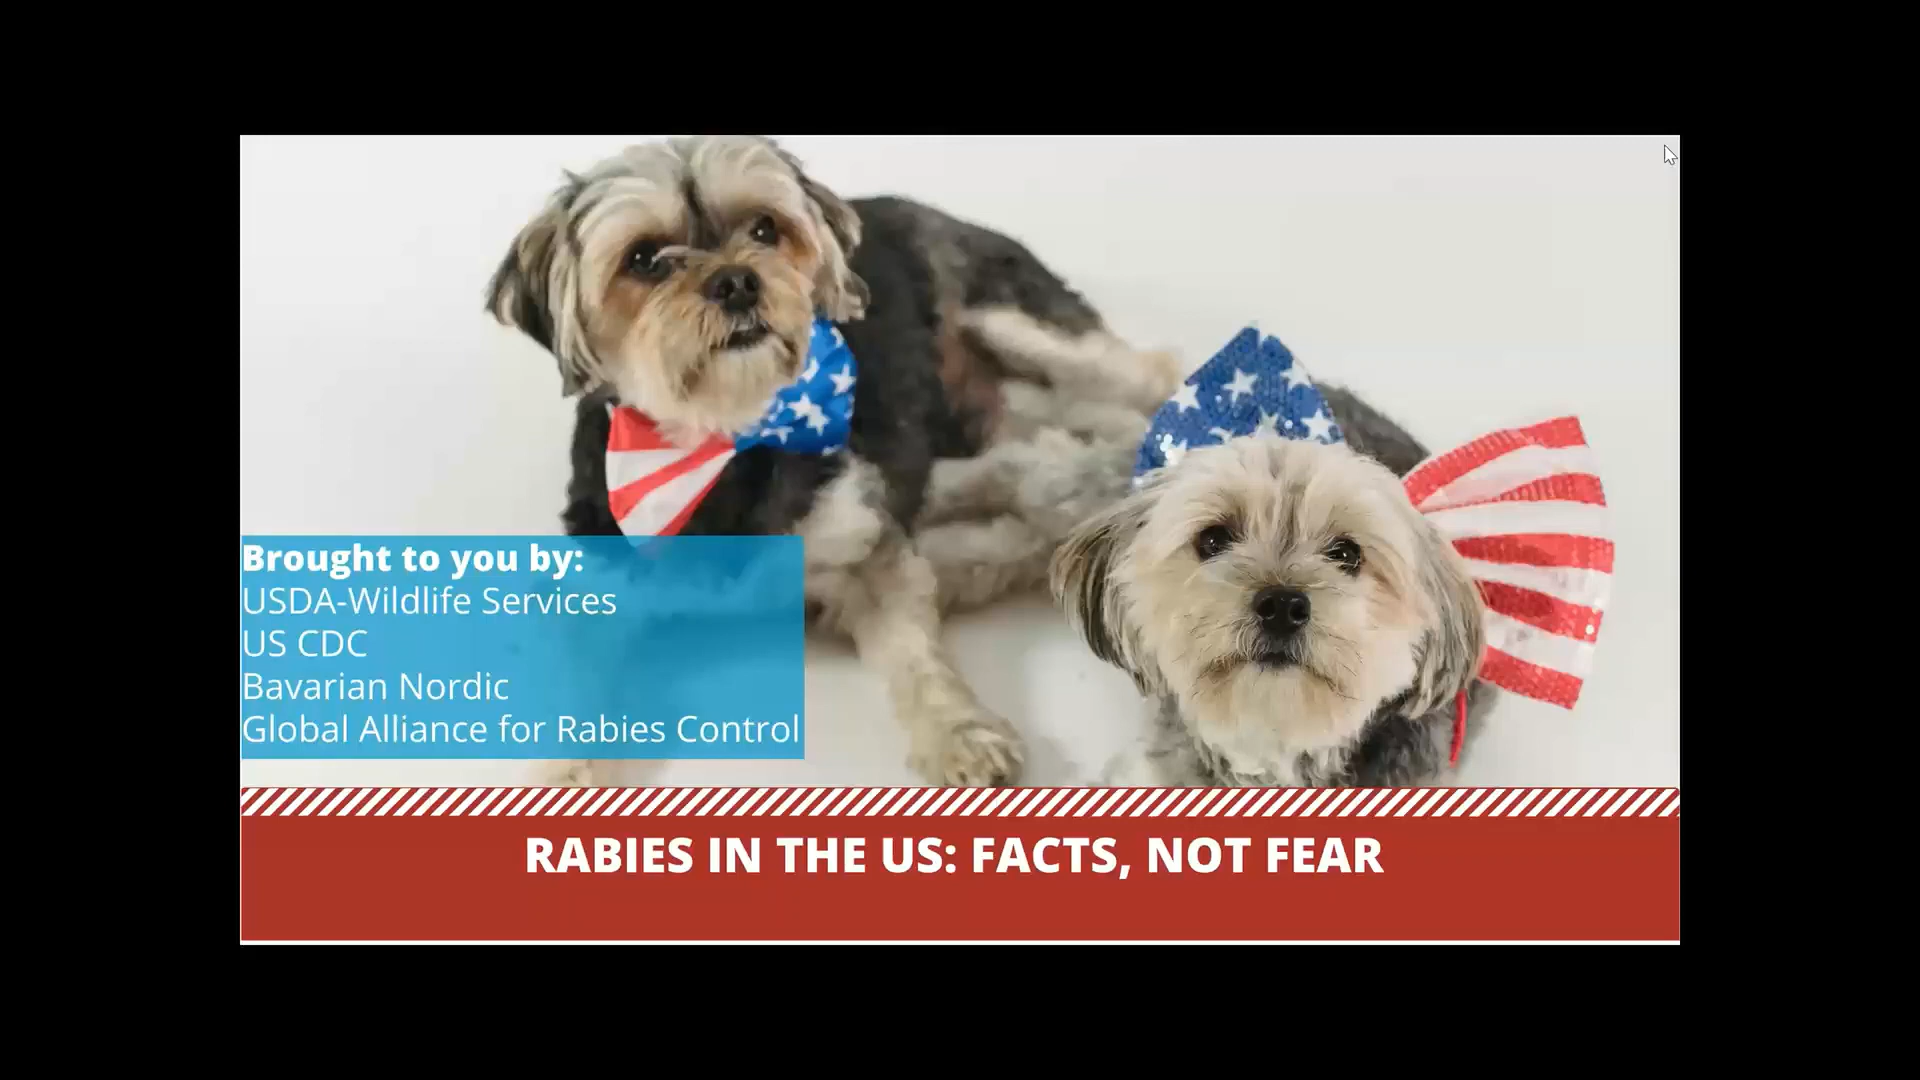 Brought to you by:
USDA-Wildlife Services
US CDC
Bavarian Nordic
Global Alliance for Rabies Control
RABIES IN THE US: FACTS, NOT FEAR